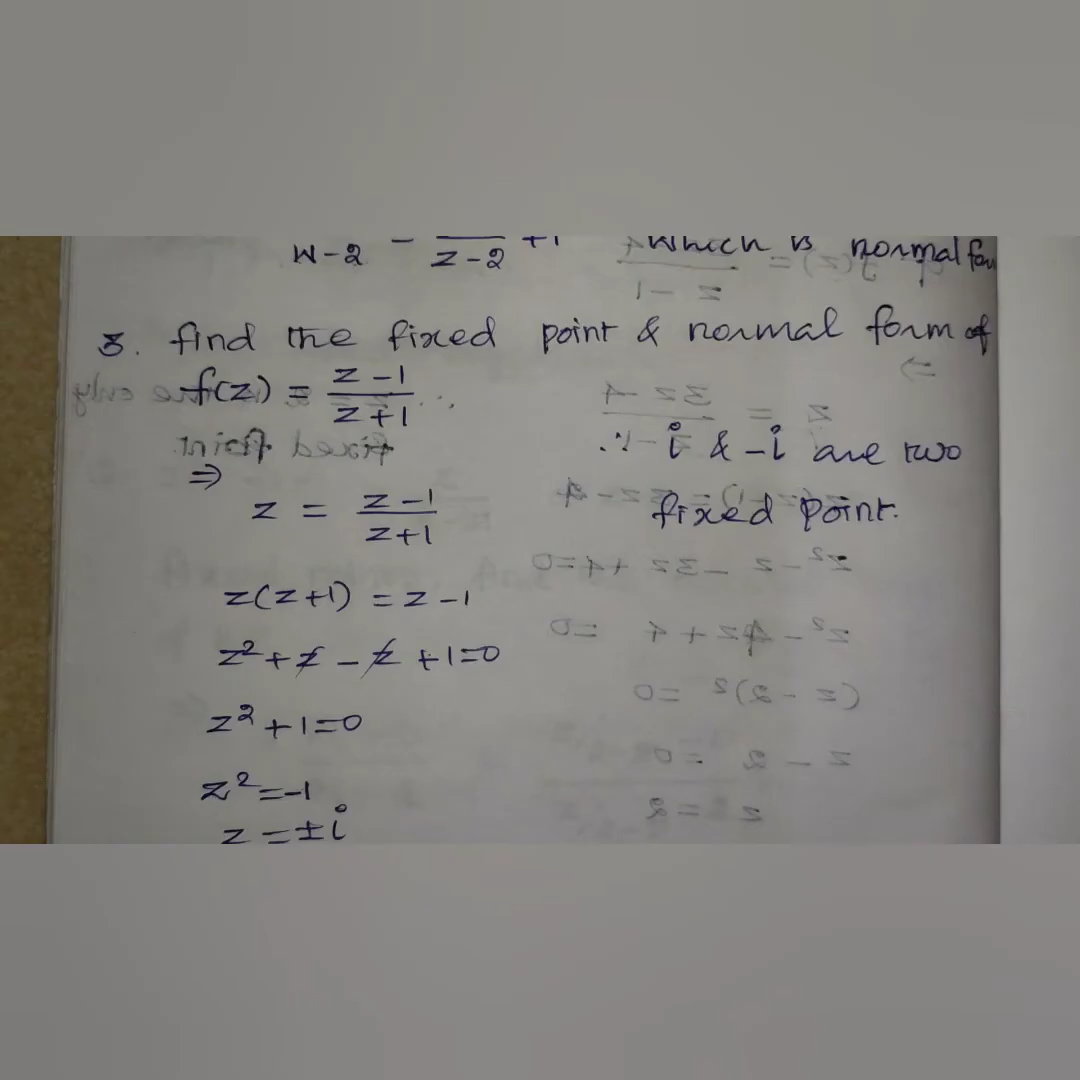 w-2 - z-2 +1 which is normal for
3. find the fixed point & normal form of
f(z) = z-1/z+1
∴ i & -i are two
fixed point.
⇒
z = z-1/z+1
z(z+1) = z-1
z²+z-z+1=0
z²+1=0
z²=-1
z=±i